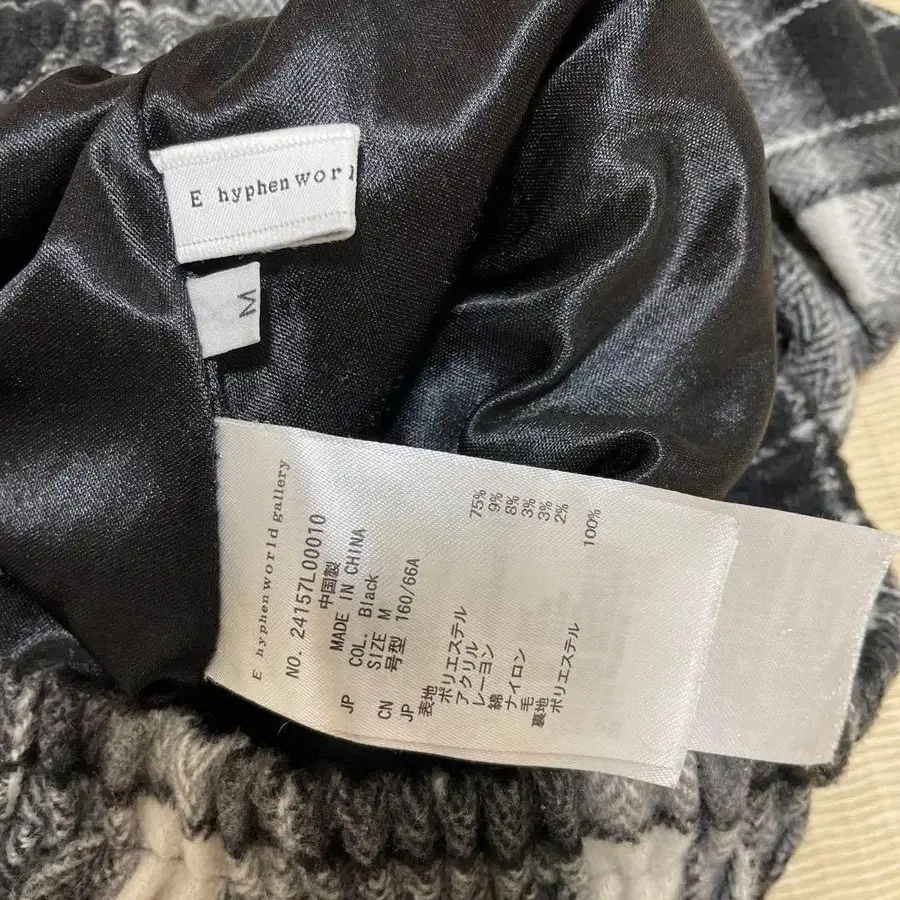 E hyphen worl
M
E hyphen world gallery
NO. 24157L00010
中国製
MADE IN CHINA
COL. Black
JP SIZE M
CN 号型 160/66A
JP
表地
ポリエステル 75%
アクリル 9%
レーヨン 8%
綿 3%
ナイロン 3%
毛 2%
裏地
ポリエステル 100%